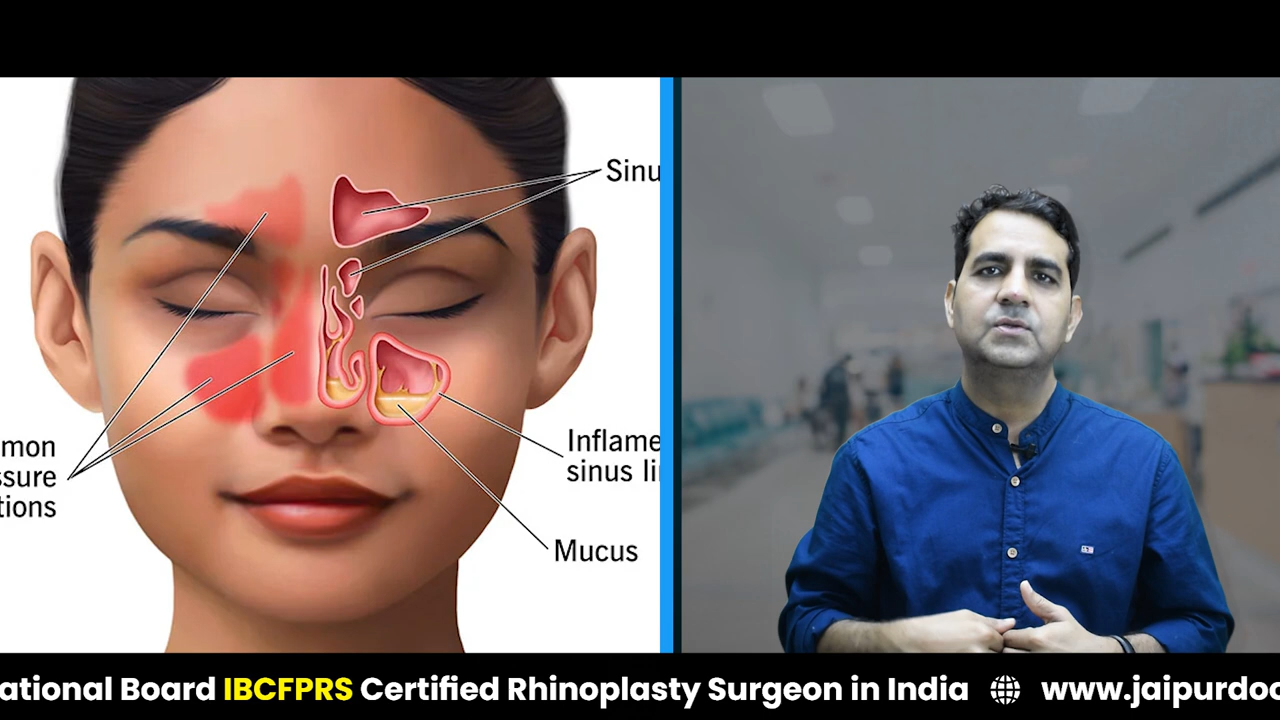 Sinu
mon
ssure
tions
Inflame
sinus li
Mucus
ational Board IBCFPRS Certified Rhinoplasty Surgeon in India www.jaipurdoc